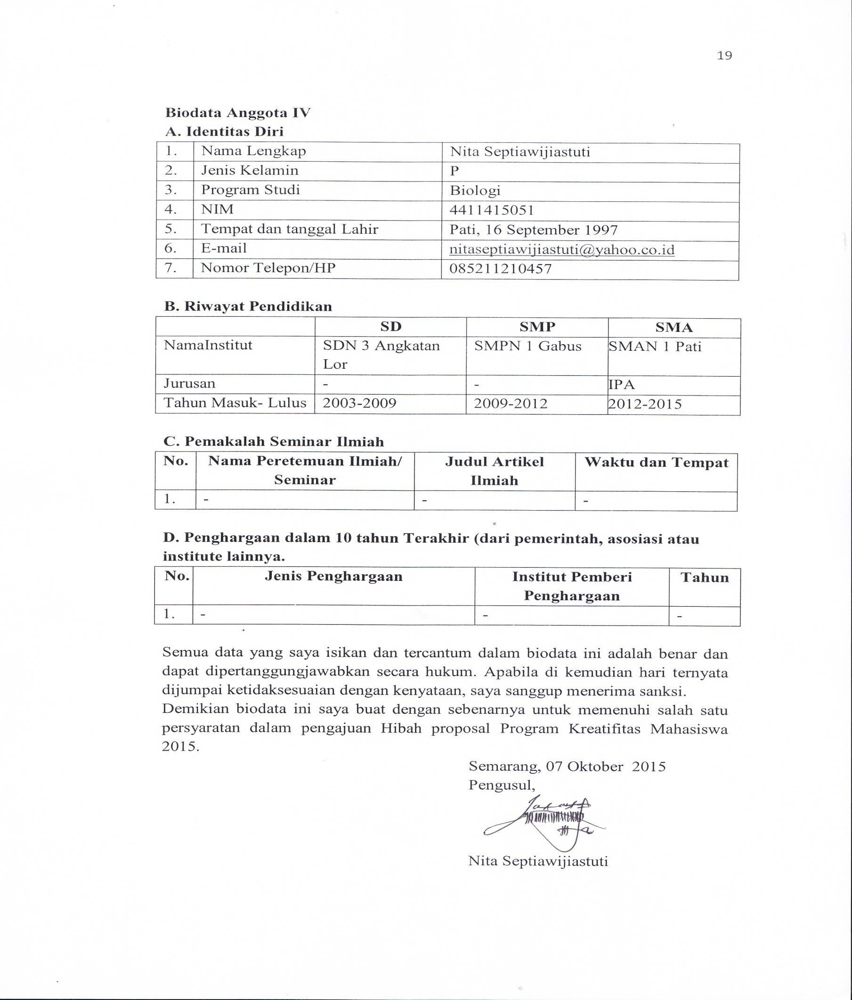 19
Biodata Anggota IV
A. Identitas Diri
1. Nama Lengkap Nita Septiawijiastuti
2. Jenis Kelamin P
3. Program Studi Biologi
4. NIM 4411415051
5. Tempat dan tanggal Lahir Pati, 16 September 1997
6. E-mail nitaseptiawijiastuti@yahoo.co.id
7. Nomor Telepon/HP 085211210457
B. Riwayat Pendidikan
SD SMP SMA
NamaInstitut SDN 3 Angkatan Lor SMPN 1 Gabus SMAN 1 Pati
Jurusan - - IPA
Tahun Masuk- Lulus 2003-2009 2009-2012 2012-2015
C. Pemakalah Seminar Ilmiah
No. Nama Peretemuan Ilmiah/ Seminar Judul Artikel Ilmiah Waktu dan Tempat
1. - - -
D. Penghargaan dalam 10 tahun Terakhir (dari pemerintah, asosiasi atau
institute lainnya.
No. Jenis Penghargaan Institut Pemberi Penghargaan Tahun
1. - - -
Semua data yang saya isikan dan tercantum dalam biodata ini adalah benar dan
dapat dipertanggungjawabkan secara hukum. Apabila di kemudian hari ternyata
dijumpai ketidaksesuaian dengan kenyataan, saya sanggup menerima sanksi.
Demikian biodata ini saya buat dengan sebenarnya untuk memenuhi salah satu
persyaratan dalam pengajuan Hibah proposal Program Kreatifitas Mahasiswa
2015.
Semarang, 07 Oktober 2015
Pengusul,
Nita Septiawijiastuti